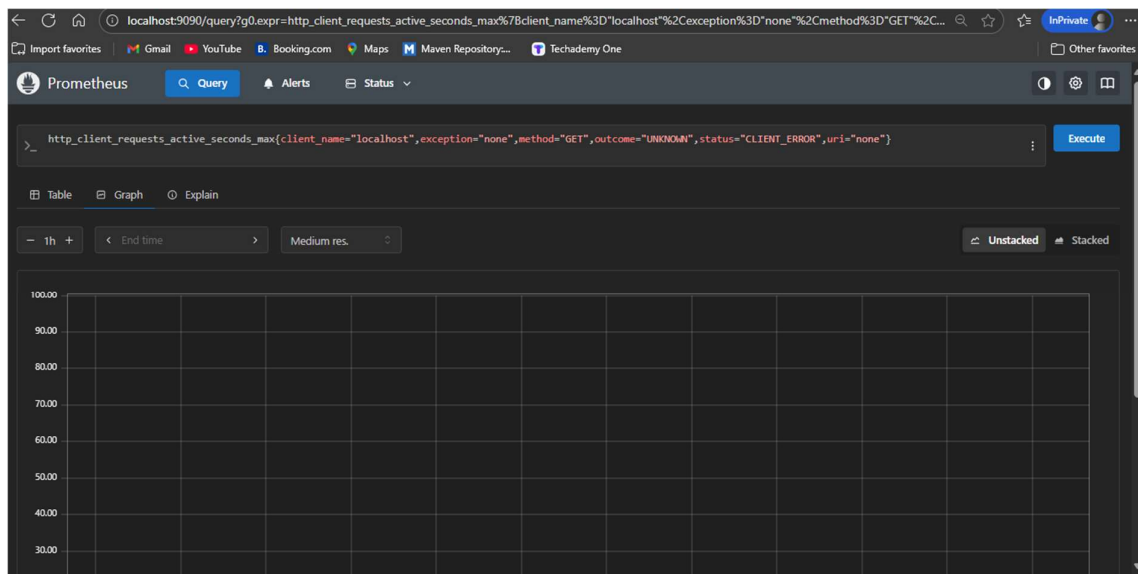 localhost:9090/query?g0.expr=http_client_requests_active_seconds_max%7Bclient_name%3D"localhost"%2Cexception%3D"none"%2Cmethod%3D"GET"%2C...
InPrivate
Import favorites
Gmail
YouTube
B. Booking.com
Maps
M Maven Repository:...
T Techademy One
Other favorites
Prometheus
Query
Alerts
Status
>_ http_client_requests_active_seconds_max{client_name="localhost",exception="none",method="GET",outcome="UNKNOWN",status="CLIENT_ERROR",uri="none"}
Execute
Table
Graph
Explain
− 1h +
< End time >
Medium res.
Unstacked
Stacked
100.00
90.00
80.00
70.00
60.00
50.00
40.00
30.00